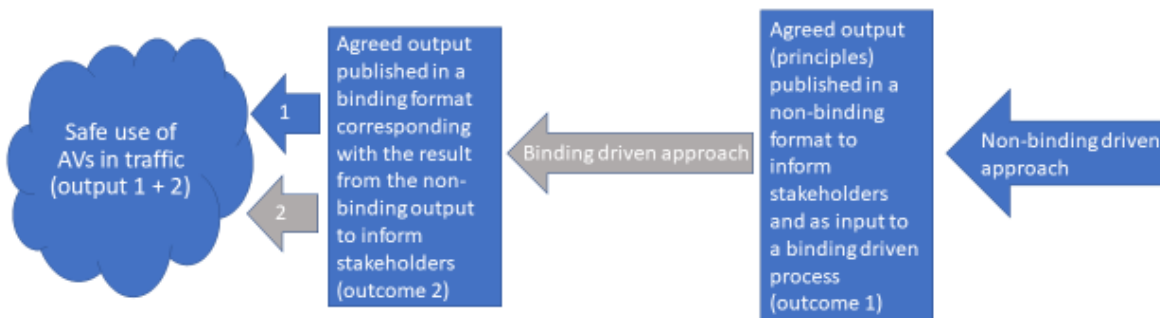 Safe use of
AVs in traffic
(output 1 + 2)
1
2
Agreed output
published in a
binding format
corresponding
with the result
from the non-
binding output
to inform
stakeholders
(outcome 2)
Binding driven approach
Agreed output
(principles)
published in a
non-binding
format to
inform
stakeholders
and as input to
a binding driven
process
(outcome 1)
Non-binding driven
approach